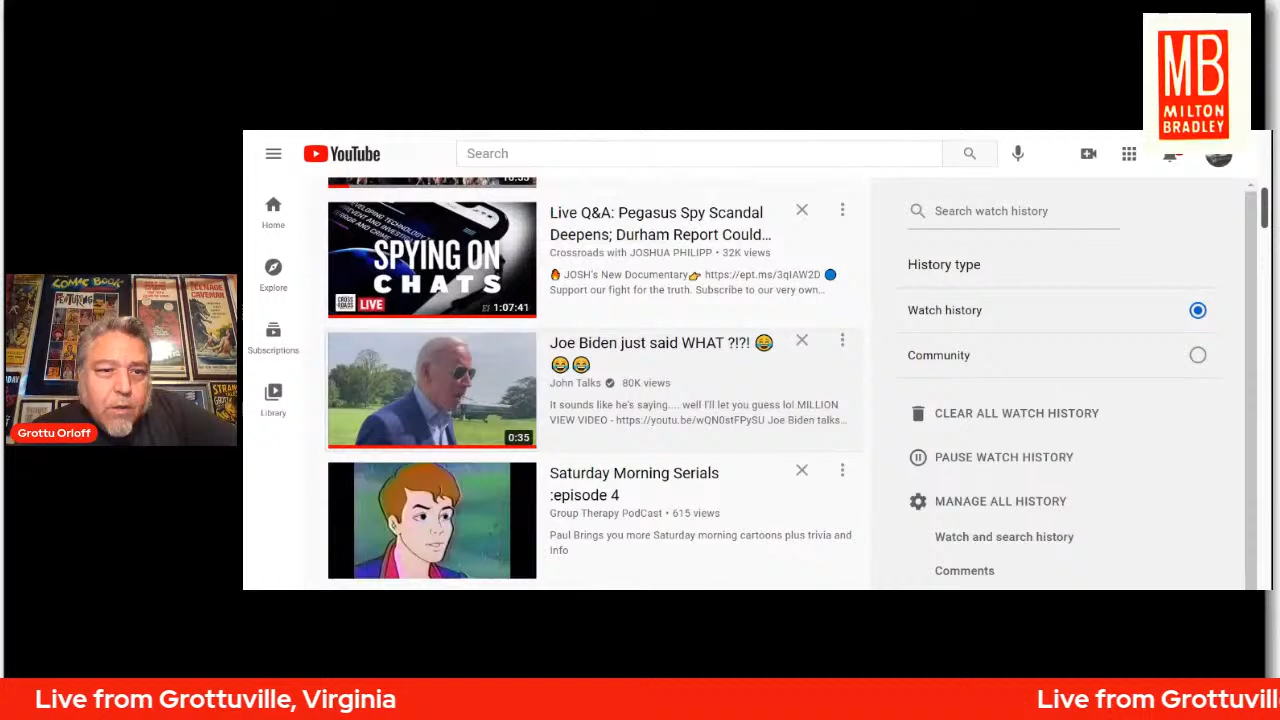 MB
MILTON
BRADLEY
YouTube
Search
Home
Explore
Subscriptions
Library
SPYING ON
CHATS
LIVE
1:07:41
Live Q&A: Pegasus Spy Scandal
Deepens; Durham Report Could...
Crossroads with JOSHUA PHILIPP • 32K views
🔥 JOSH's New Documentary👉 https://ept.ms/3qIAW2D 🔵
Support our fight for the truth. Subscribe to our very own...
0:35
Joe Biden just said WHAT ?!?! 😂
😂😂
John Talks 80K views
It sounds like he's saying.... well I'll let you guess lol MILLION
VIEW VIDEO - https://youtu.be/wQN0stFPySU Joe Biden talks...
Saturday Morning Serials
:episode 4
Group Therapy PodCast • 615 views
Paul Brings you more Saturday morning cartoons plus trivia and
Info
Search watch history
History type
Watch history
Community
CLEAR ALL WATCH HISTORY
PAUSE WATCH HISTORY
MANAGE ALL HISTORY
Watch and search history
Comments
COMIC BOOK
FEATURING
TEENAGE
CAVEMAN
STRANGE
Grottu Orloff
Live from Grottuville, Virginia
Live from Grottuvill